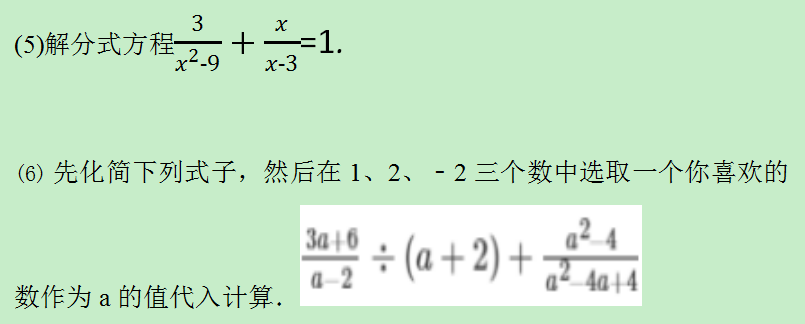 (5)解分式方程 3/(x²-9) + x/(x-3) =1.
(6) 先化简下列式子，然后在 1、2、-2 三个数中选取一个你喜欢的
数作为 a 的值代入计算． (3a+6)/(a-2) ÷ (a+2) + (a²-4)/(a²-4a+4)